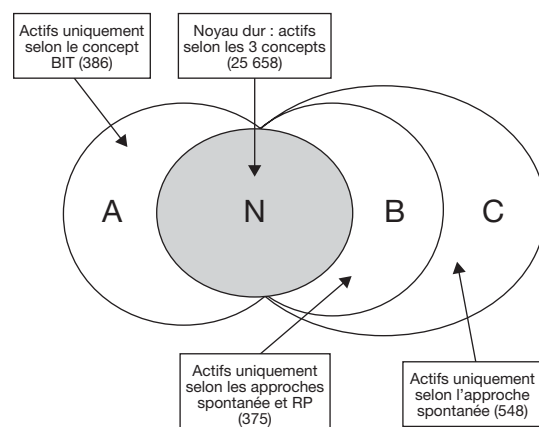 Actifs uniquement
selon le concept
BIT (386)
Noyau dur : actifs
selon les 3 concepts
(25 658)
A
N
B
C
Actifs uniquement
selon les approches
spontanée et RP
(375)
Actifs uniquement
selon l’approche
spontanée (548)